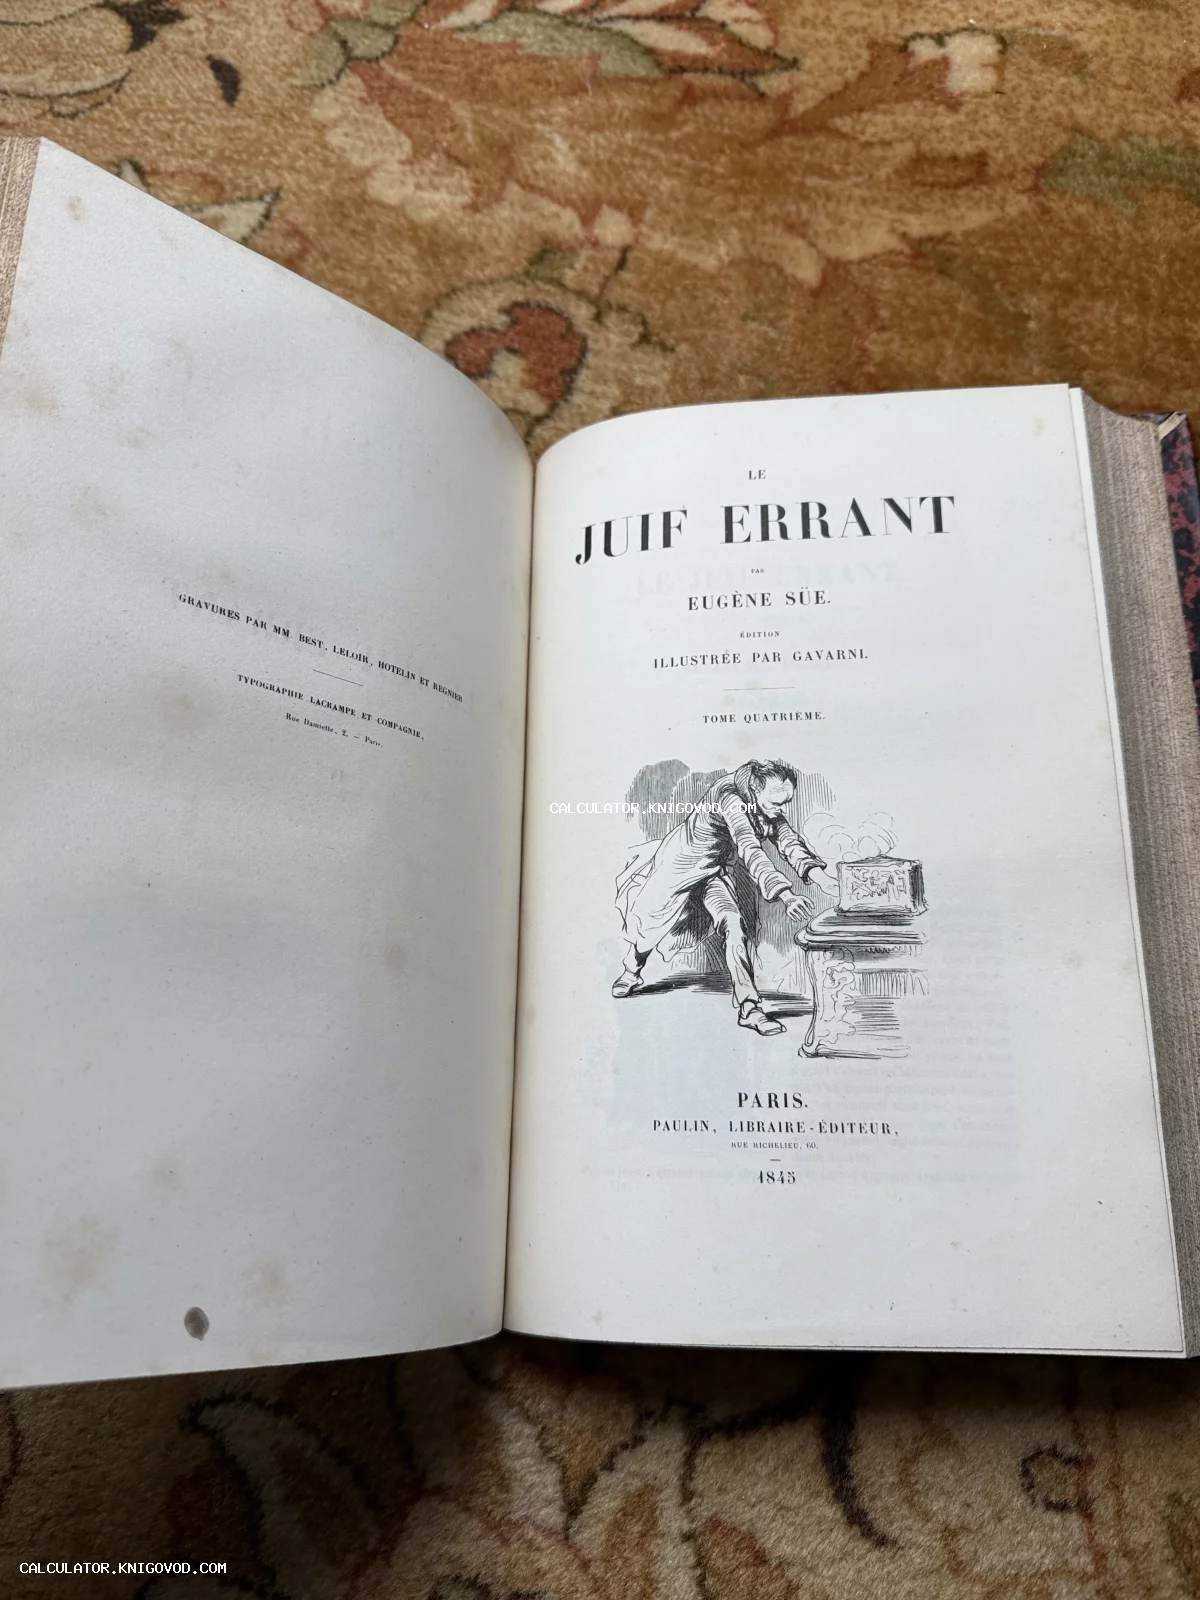 GRAVURES PAR MM. BEST, LELOIR, HOTELIN ET REGNIER
TYPOGRAPHIE LACRAMPE ET COMPAGNIE,
Rue Damiette, 2. — Paris.
LE
JUIF ERRANT
PAR
EUGÈNE SÜE.
ÉDITION
ILLUSTRÉE PAR GAVARNI.
TOME QUATRIÈME.
CALCULATOR.KNIGOVOD.COM
PARIS.
PAULIN, LIBRAIRE-ÉDITEUR,
RUE RICHELIEU, 60.
—
1845
CALCULATOR.KNIGOVOD.COM